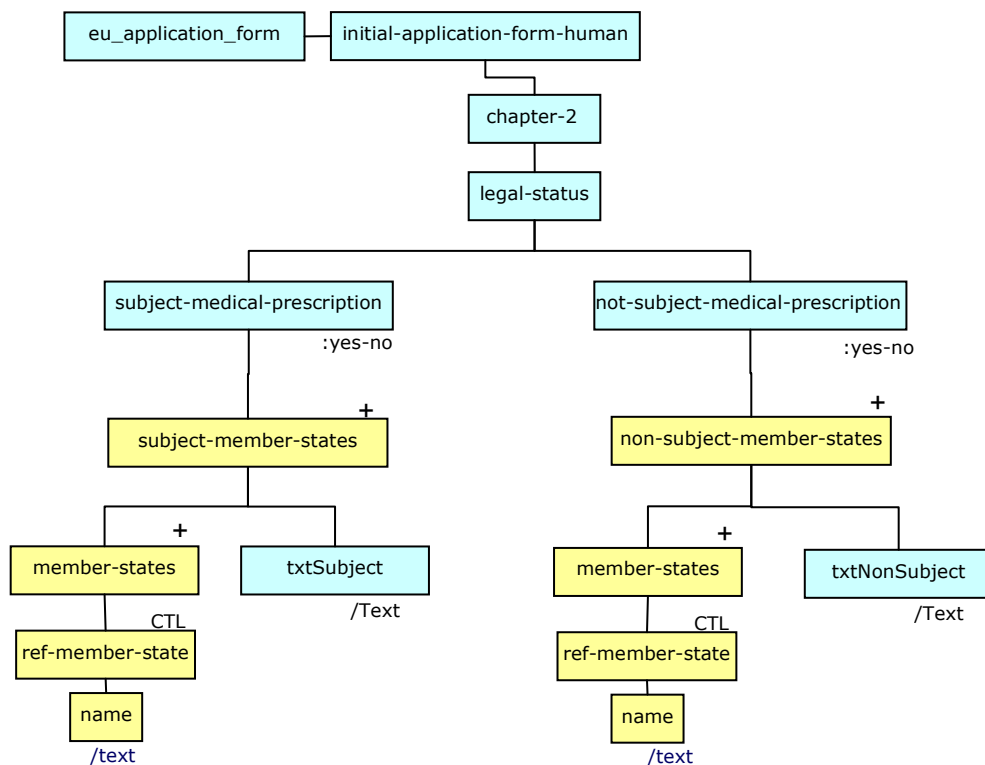 eu_application_form
initial-application-form-human
chapter-2
legal-status
subject-medical-prescription
not-subject-medical-prescription
:yes-no
:yes-no
+
+
subject-member-states
non-subject-member-states
+
+
member-states
txtSubject
member-states
txtNonSubject
/Text
/Text
CTL
CTL
ref-member-state
ref-member-state
name
name
/text
/text